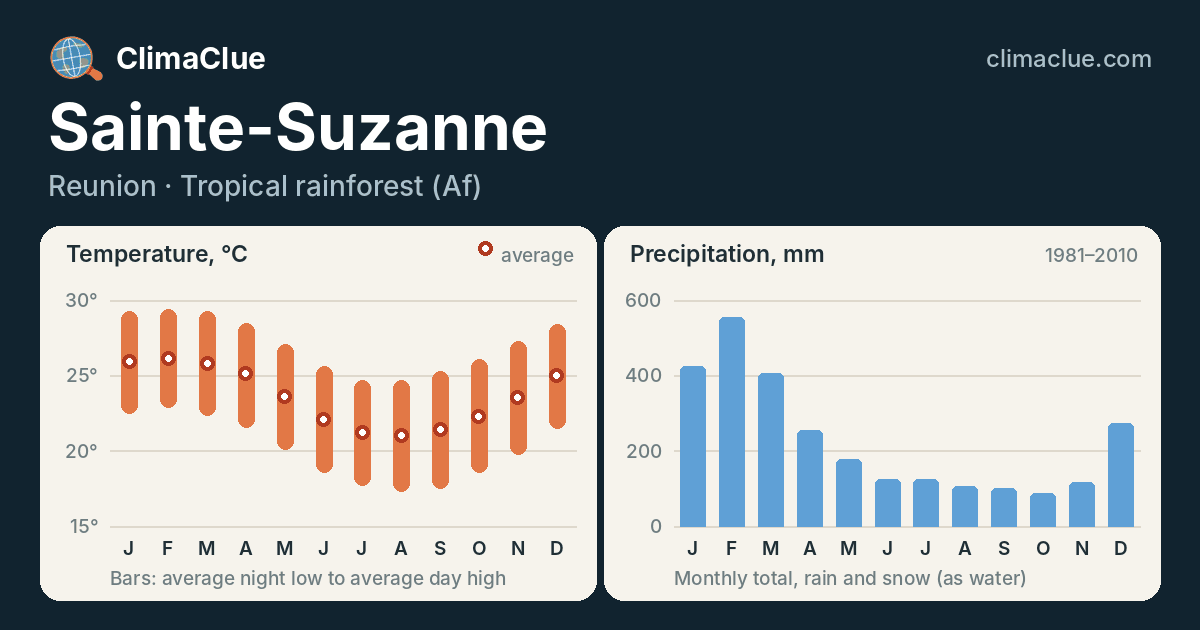 ClimaClue
climaclue.com
Sainte-Suzanne
Reunion · Tropical rainforest (Af)
Temperature, °C
average
30°
25°
20°
15°
J F M A M J J A S O N D
Bars: average night low to average day high
Precipitation, mm
1981–2010
600
400
200
0
J F M A M J J A S O N D
Monthly total, rain and snow (as water)